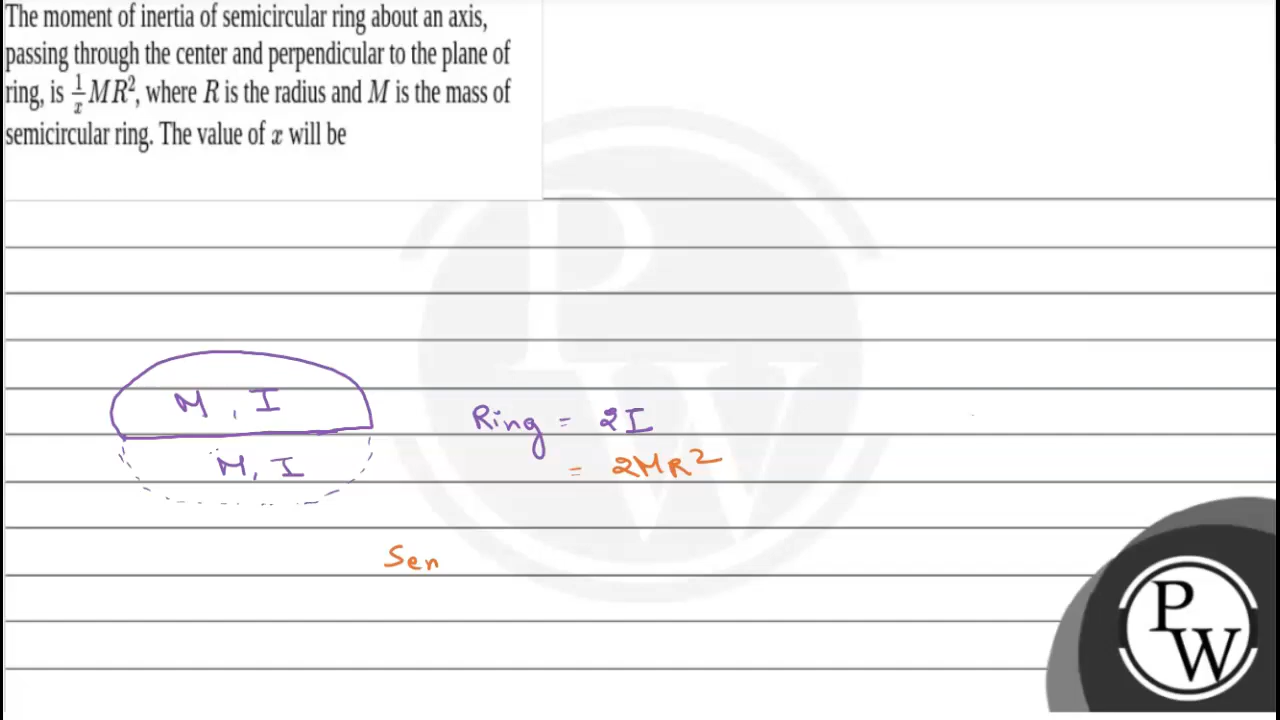 The moment of inertia of semicircular ring about an axis,
passing through the center and perpendicular to the plane of
ring, is \frac{1}{x}MR², where R is the radius and M is the mass of
semicircular ring. The value of x will be
M, I
Ring = 2I
M, I
= 2MR²
Sem
P
W
P
W